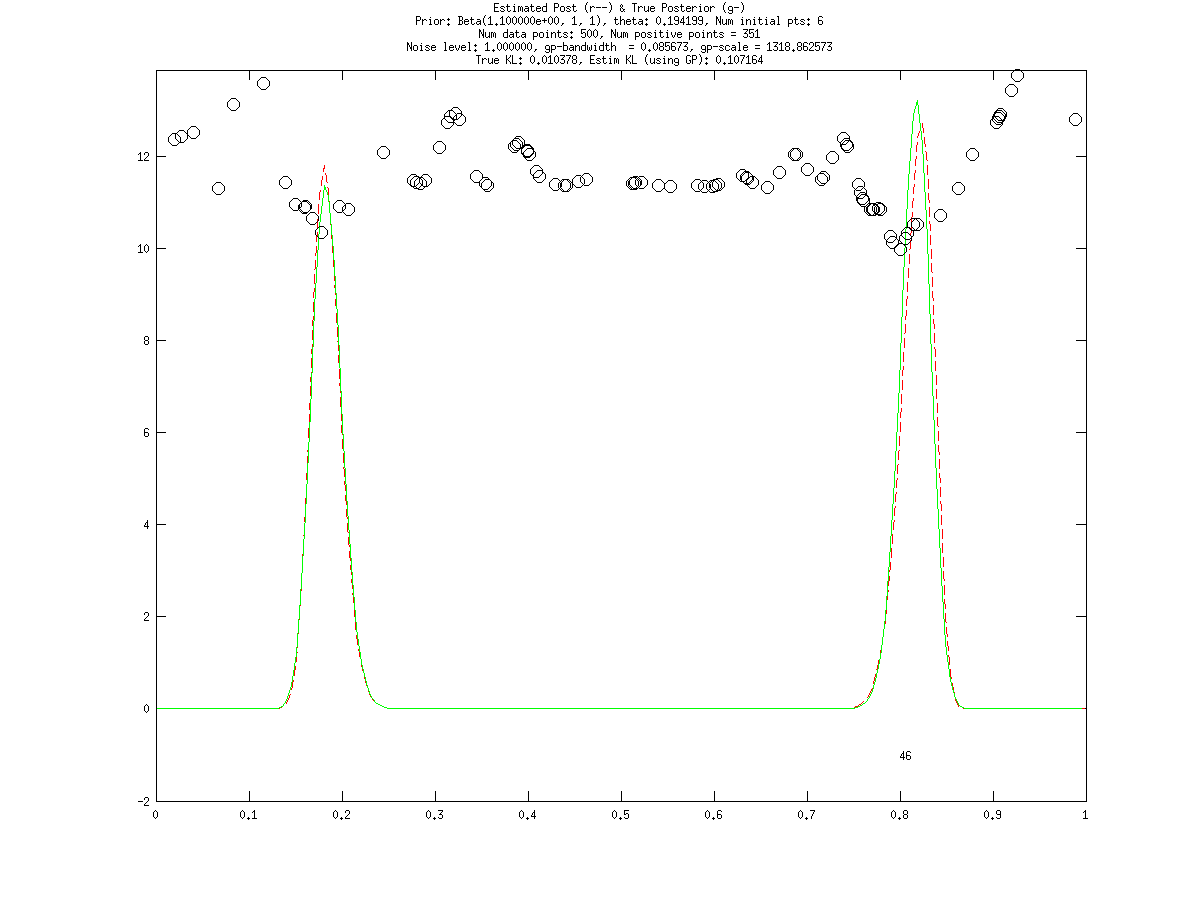 Estimated Post (r--) & True Posterior (g-)
Prior: Beta(1.100000e+00, 1, 1), theta: 0.194199, Num initial pts: 6
Num data points: 500, Num positive points = 351
Noise level: 1.000000, gp-bandwidth = 0.085673, gp-scale = 1318.862573
True KL: 0.010378, Estim KL (using GP): 0.107164
12
10
8
6
4
2
0
46
-2
0 0.1 0.2 0.3 0.4 0.5 0.6 0.7 0.8 0.9 1